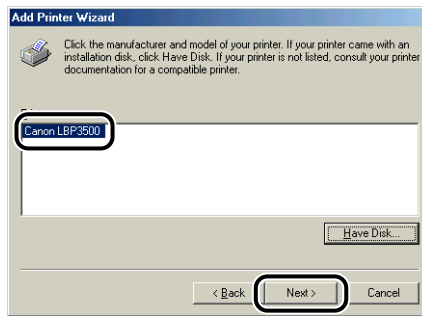 Add Printer Wizard
Click the manufacturer and model of your printer. If your printer came with an
installation disk, click Have Disk. If your printer is not listed, consult your printer
documentation for a compatible printer.
Canon LBP3500
Have Disk...
< Back Next > Cancel